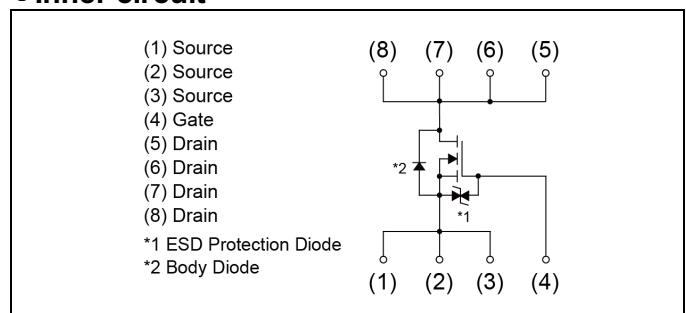 Inner circuit
(1) Source
(2) Source
(3) Source
(4) Gate
(5) Drain
(6) Drain
(7) Drain
(8) Drain
*1 ESD Protection Diode
*2 Body Diode
(8) (7) (6) (5)
*2
*1
(1) (2) (3) (4)